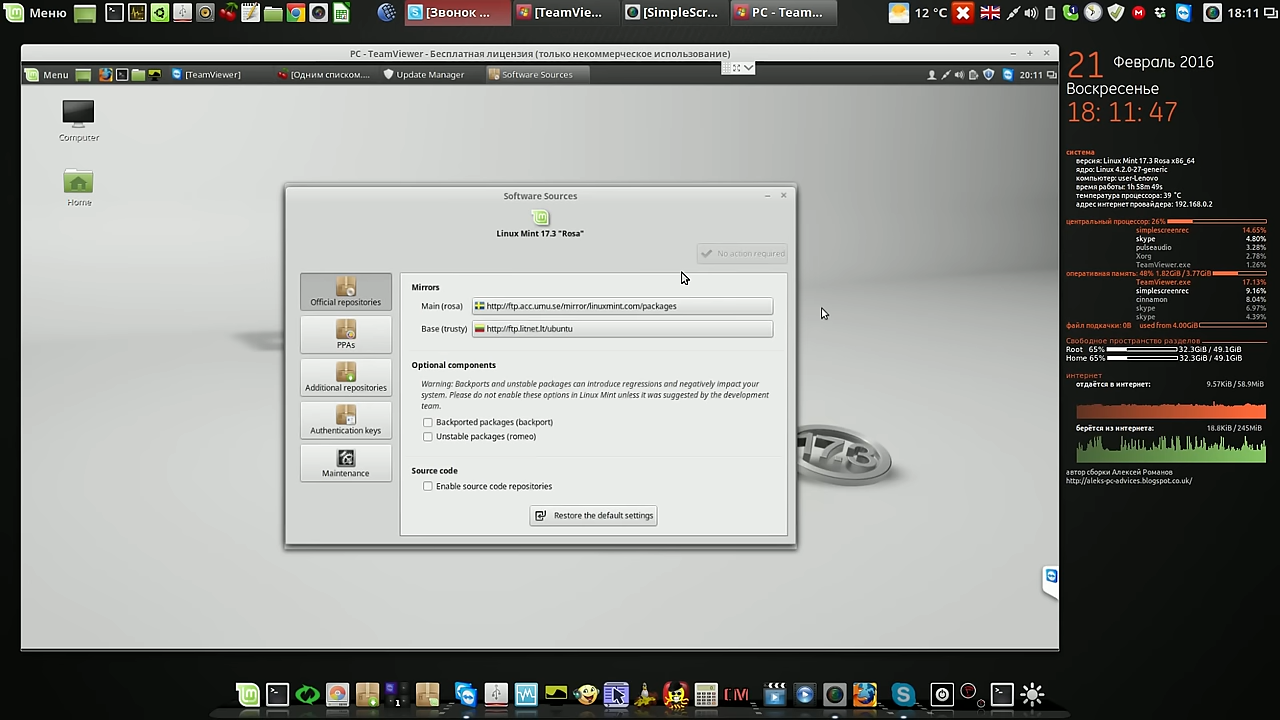 Меню
[Звонок ...
[TeamVie...
[SimpleScr...
PC - Team...
12 °C
18:11
PC - TeamViewer - Бесплатная лицензия (только некоммерческое использование)
Menu
[TeamViewer]
[Одним списком....
Update Manager
Software Sources
20:11
Computer
Home
Software Sources
Linux Mint 17.3 "Rosa"
No action required
Official repositories
PPAs
Additional repositories
Authentication keys
Maintenance
Mirrors
Main (rosa) http://ftp.acc.umu.se/mirror/linuxmint.com/packages
Base (trusty) http://ftp.litnet.lt/ubuntu
Optional components
Warning: Backports and unstable packages can introduce regressions and negatively impact your
system. Please do not enable these options in Linux Mint unless it was suggested by the development
team.
Backported packages (backport)
Unstable packages (romeo)
Source code
Enable source code repositories
Restore the default settings
17.3
21 Февраль 2016
Воскресенье
18: 11: 47
система
версия: Linux Mint 17.3 Rosa x86_64
ядро: Linux 4.2.0-27-generic
компьютер: user-Lenovo
время работы: 1h 58m 49s
температура процессора: 39 °C
адрес интернет провайдера: 192.168.0.2
центральный процессор: 26%
simplescreenrec 14.65%
skype 4.80%
pulseaudio 3.28%
Xorg 2.78%
TeamViewer.exe 1.26%
оперативная память: 48% 1.82GiB / 3.77GiB
TeamViewer.exe 17.13%
simplescreenrec 9.16%
cinnamon 8.04%
skype 6.97%
skype 4.39%
файл подкачки: 0B used from 4.00GiB
Свободное пространство разделов
Root 65% 32.3GiB / 49.1GiB
Home 65% 32.3GiB / 49.1GiB
интернет
отдаётся в интернет: 9.57KiB / 58.9MiB
берётся из интернета: 18.8KiB / 245MiB
автор сборки Алексей Романов
http://aleks-pc-advices.blogspot.co.uk/